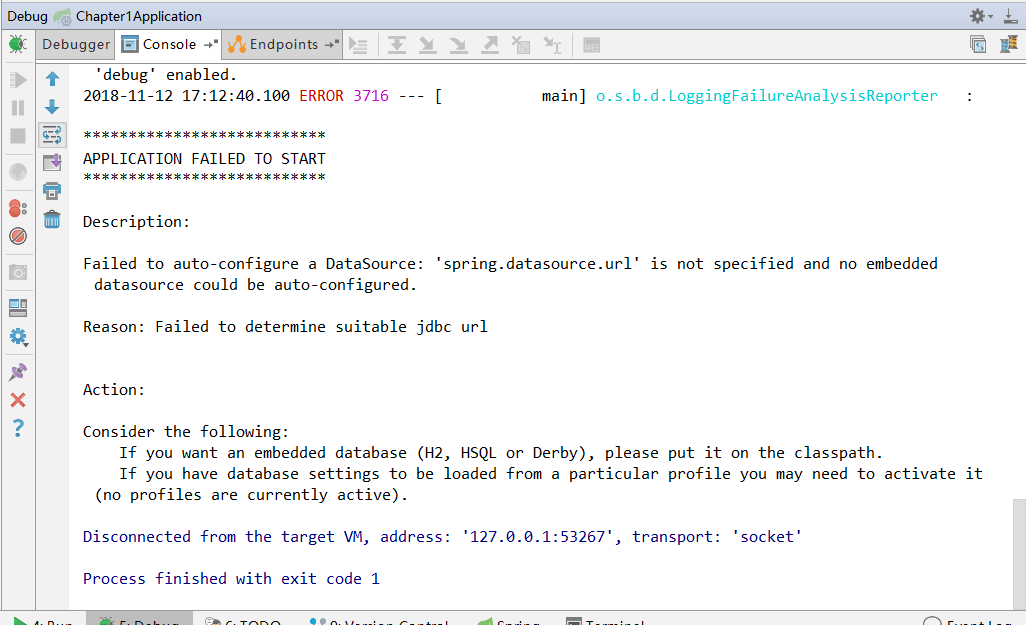 Debug Chapter1Application
Debugger Console Endpoints
'debug' enabled.
2018-11-12 17:12:40.100 ERROR 3716 --- [           main] o.s.b.d.LoggingFailureAnalysisReporter   :
***************************
APPLICATION FAILED TO START
***************************
Description:
Failed to auto-configure a DataSource: 'spring.datasource.url' is not specified and no embedded
datasource could be auto-configured.
Reason: Failed to determine suitable jdbc url
Action:
Consider the following:
If you want an embedded database (H2, HSQL or Derby), please put it on the classpath.
If you have database settings to be loaded from a particular profile you may need to activate it
(no profiles are currently active).
Disconnected from the target VM, address: '127.0.0.1:53267', transport: 'socket'
Process finished with exit code 1
4: Run 5: Debug 6: TODO 9: Version Control Spring Terminal Event Log